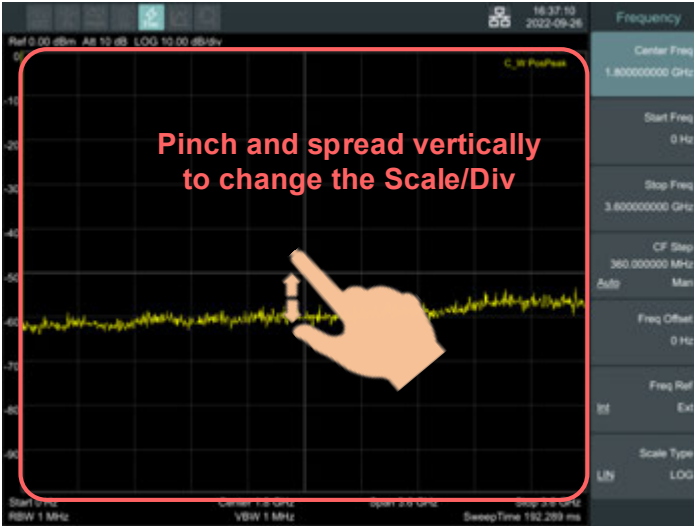 16:37:10
2022-09-26
Frequency
Ref 0.00 dBm Att 10 dB LOG 10.00 dB/div
0
C_W PosPeak
Center Freq
1.800000000 GHz
-10
Pinch and spread vertically
to change the Scale/Div
Start Freq
0 Hz
-20
-30
Stop Freq
3.600000000 GHz
-40
CF Step
360.000000 MHz
Auto Man
-50
-60
Freq Offset
0 Hz
-70
Freq Ref
Int Ext
-80
-90
Scale Type
LIN LOG
Start 0 Hz Center 1.8 GHz Span 3.6 GHz Stop 3.6 GHz
RBW 1 MHz VBW 1 MHz SweepTime 192.289 ms